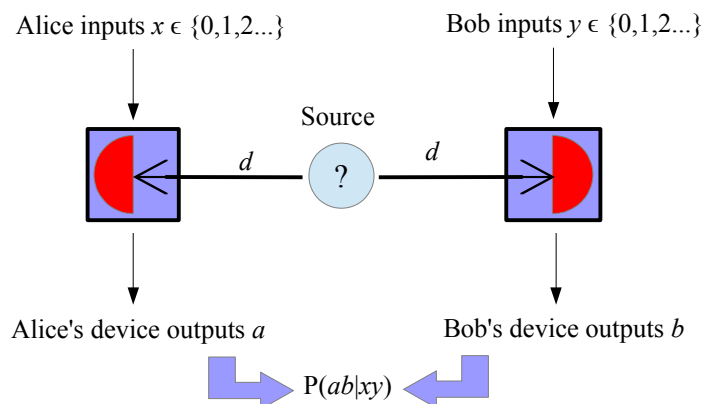 Alice inputs x ϵ {0,1,2...}
Bob inputs y ϵ {0,1,2...}
Source
d
d
?
Alice's device outputs a
Bob's device outputs b
P(ab|xy)